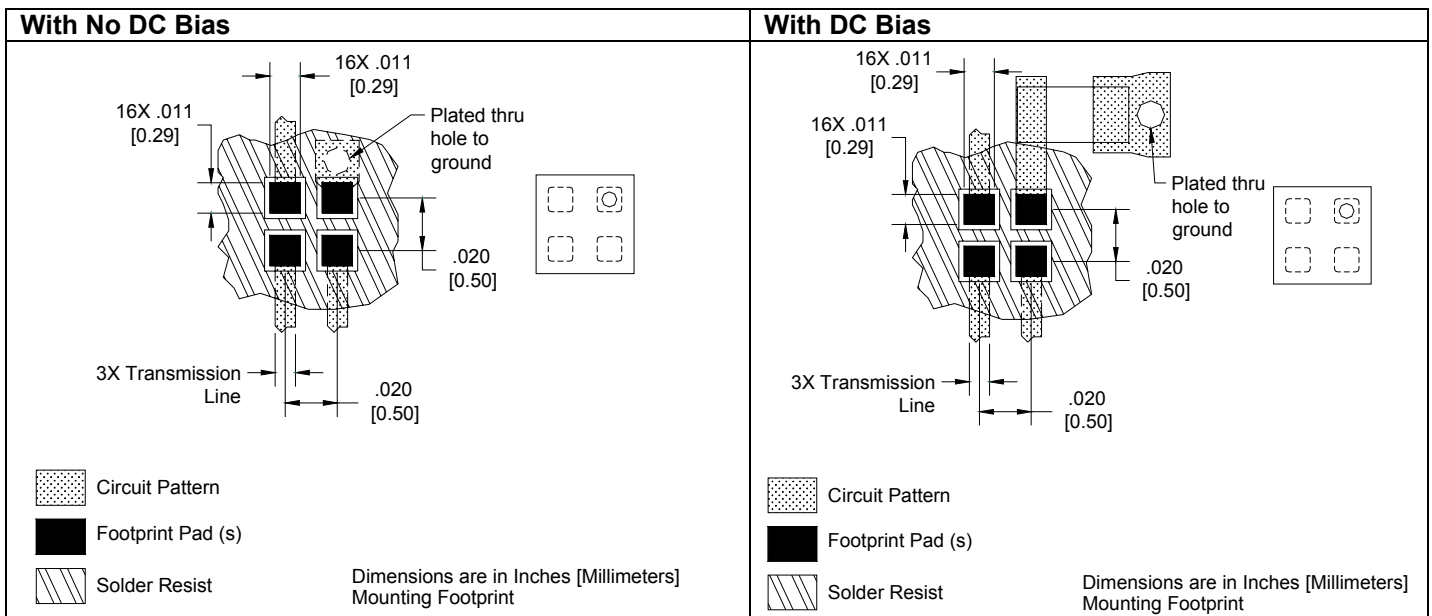 With No DC Bias
16X .011
[0.29]
16X .011
[0.29]
Plated thru
hole to
ground
.020
[0.50]
3X Transmission
Line
.020
[0.50]
Circuit Pattern
Footprint Pad (s)
Solder Resist
Dimensions are in Inches [Millimeters]
Mounting Footprint
With DC Bias
16X .011
[0.29]
16X .011
[0.29]
Plated thru
hole to
ground
.020
[0.50]
3X Transmission
Line
.020
[0.50]
Circuit Pattern
Footprint Pad (s)
Solder Resist
Dimensions are in Inches [Millimeters]
Mounting Footprint